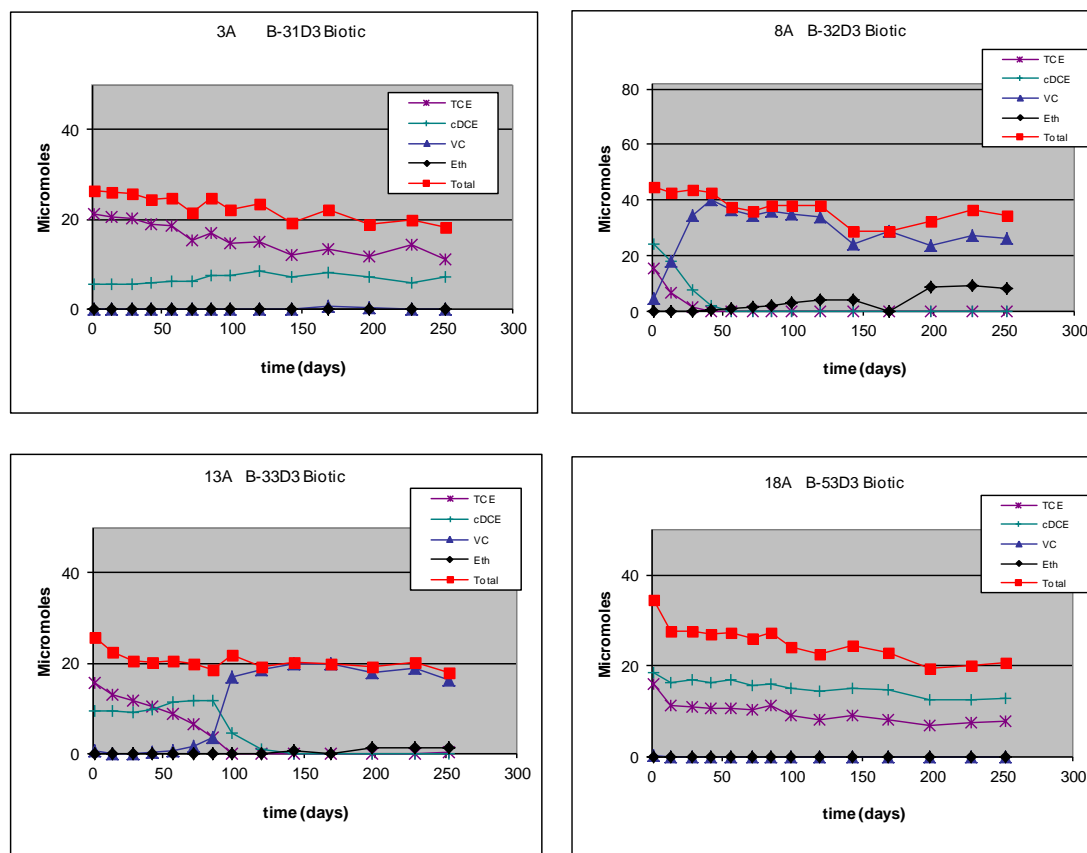 3A B-31D3 Biotic
Micromoles
40
20
0
0 50 100 150 200 250 300
time (days)
TCE
cDCE
VC
Eth
Total
8A B-32D3 Biotic
Micromoles
80
60
40
20
0
0 50 100 150 200 250 300
time (days)
TCE
cDCE
VC
Eth
Total
13A B-33D3 Biotic
Micromoles
40
20
0
0 50 100 150 200 250 300
time (days)
TCE
cDCE
VC
Eth
Total
18A B-53D3 Biotic
Micromoles
40
20
0
0 50 100 150 200 250 300
time (days)
TCE
cDCE
VC
Eth
Total